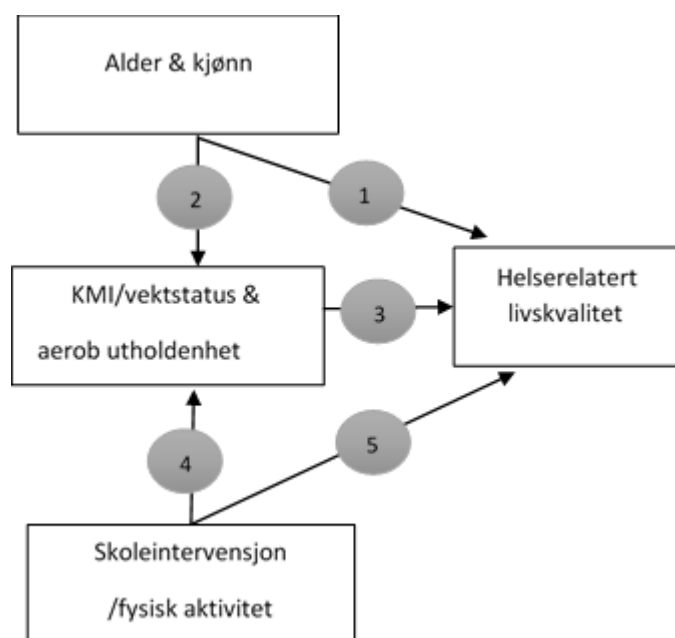 Alder & kjønn
2
1
KMI/vektstatus &
aerob utholdenhet
3
Helserelatert
livskvalitet
4
5
Skoleintervensjon
/fysisk aktivitet